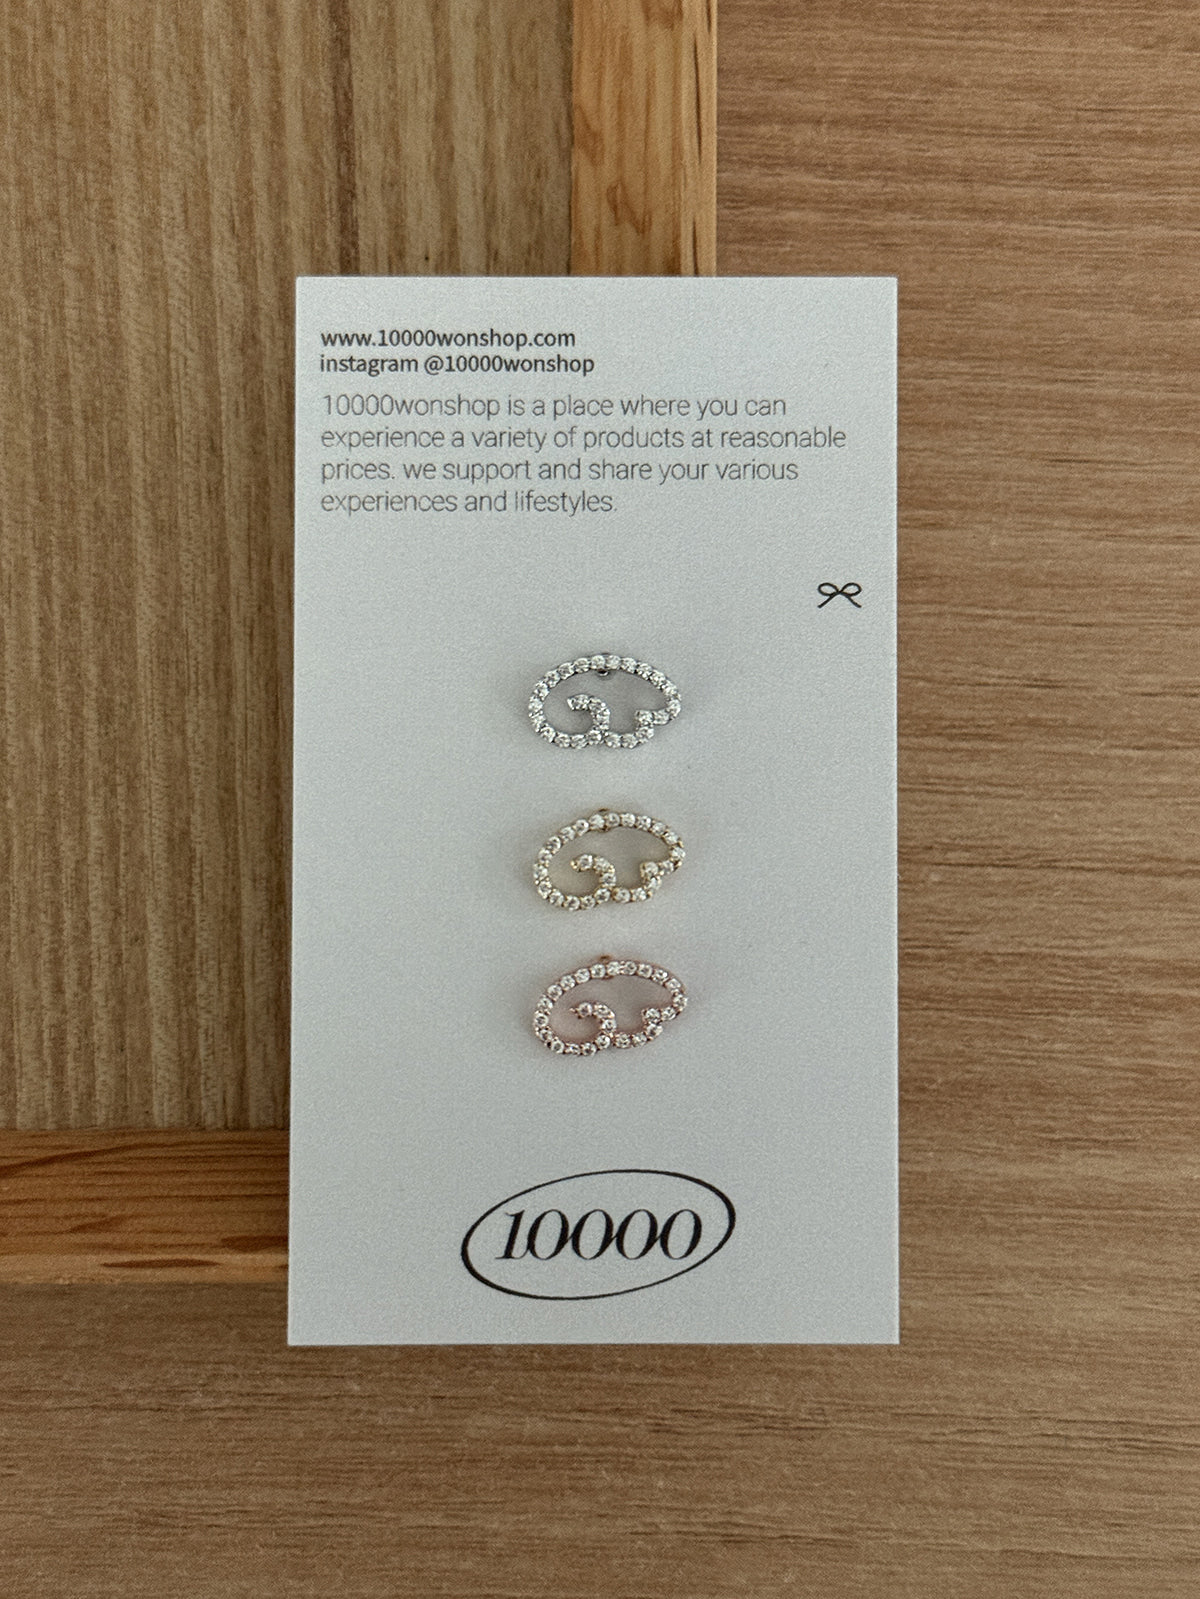 www.10000wonshop.com
instagram @10000wonshop
10000wonshop is a place where you can
experience a variety of products at reasonable
prices. we support and share your various
experiences and lifestyles.
10000